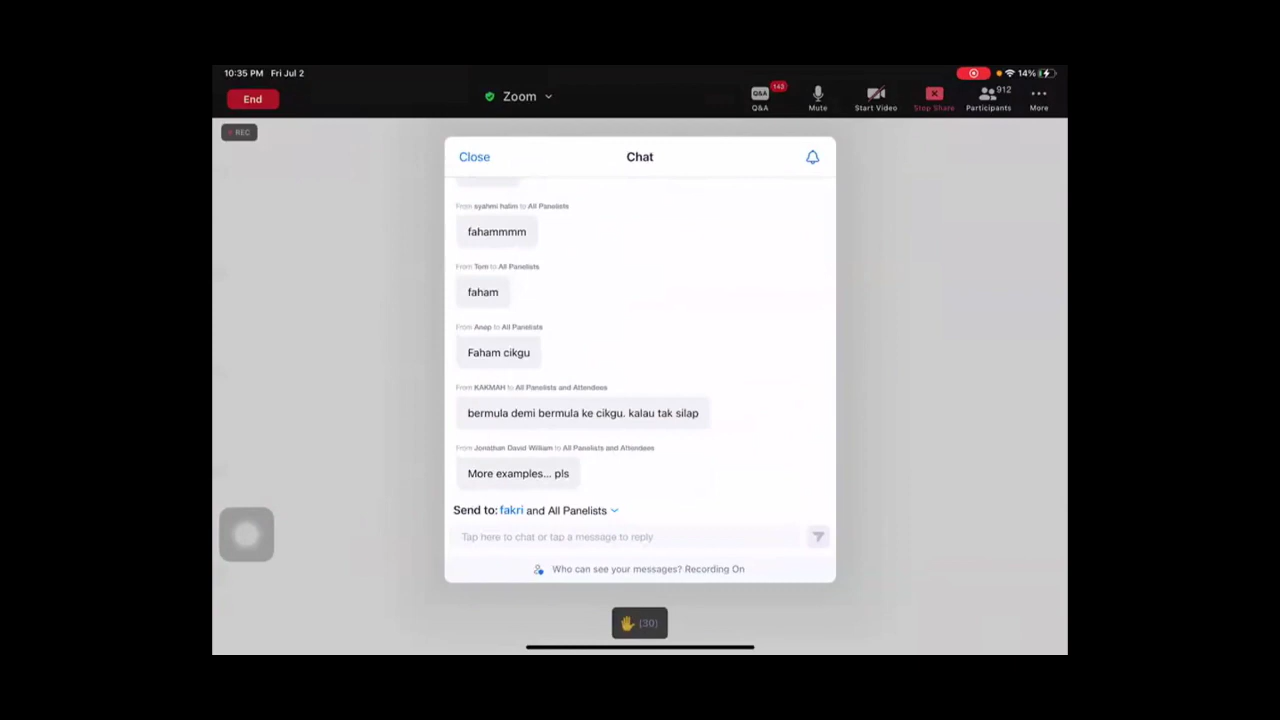 10:35 PM Fri Jul 2
14%
End
Zoom
Q&A
143
Q&A
Mute
Start Video
Stop Share
912
Participants
More
REC
Close
Chat
From syahmi halim to All Panelists
fahammmm
From Tom to All Panelists
faham
From Anep to All Panelists
Faham cikgu
From KAKMAH to All Panelists and Attendees
bermula demi bermula ke cikgu. kalau tak silap
From Jonathan David William to All Panelists and Attendees
More examples... pls
Send to: fakri and All Panelists
Tap here to chat or tap a message to reply
Who can see your messages? Recording On
(30)